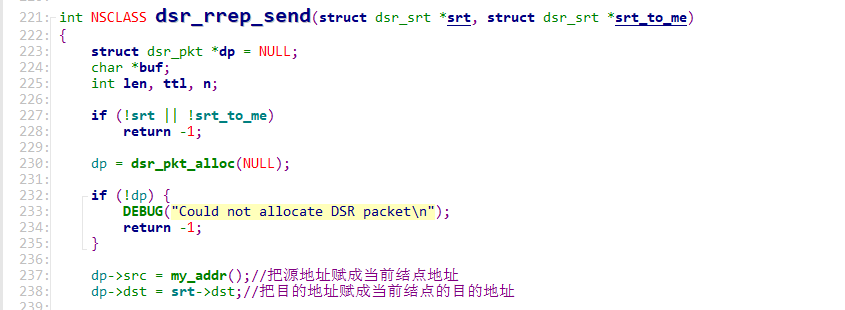 221: int NSCLASS dsr_rrep_send(struct dsr_srt *srt, struct dsr_srt *srt_to_me)
222: {
223: struct dsr_pkt *dp = NULL;
224: char *buf;
225: int len, ttl, n;
226:
227: if (!srt || !srt_to_me)
228: return -1;
229:
230: dp = dsr_pkt_alloc(NULL);
231:
232: if (!dp) {
233: DEBUG("Could not allocate DSR packet\n");
234: return -1;
235: }
236:
237: dp->src = my_addr();//把源地址赋成当前结点地址
238: dp->dst = srt->dst;//把目的地址赋成当前结点的目的地址
239: